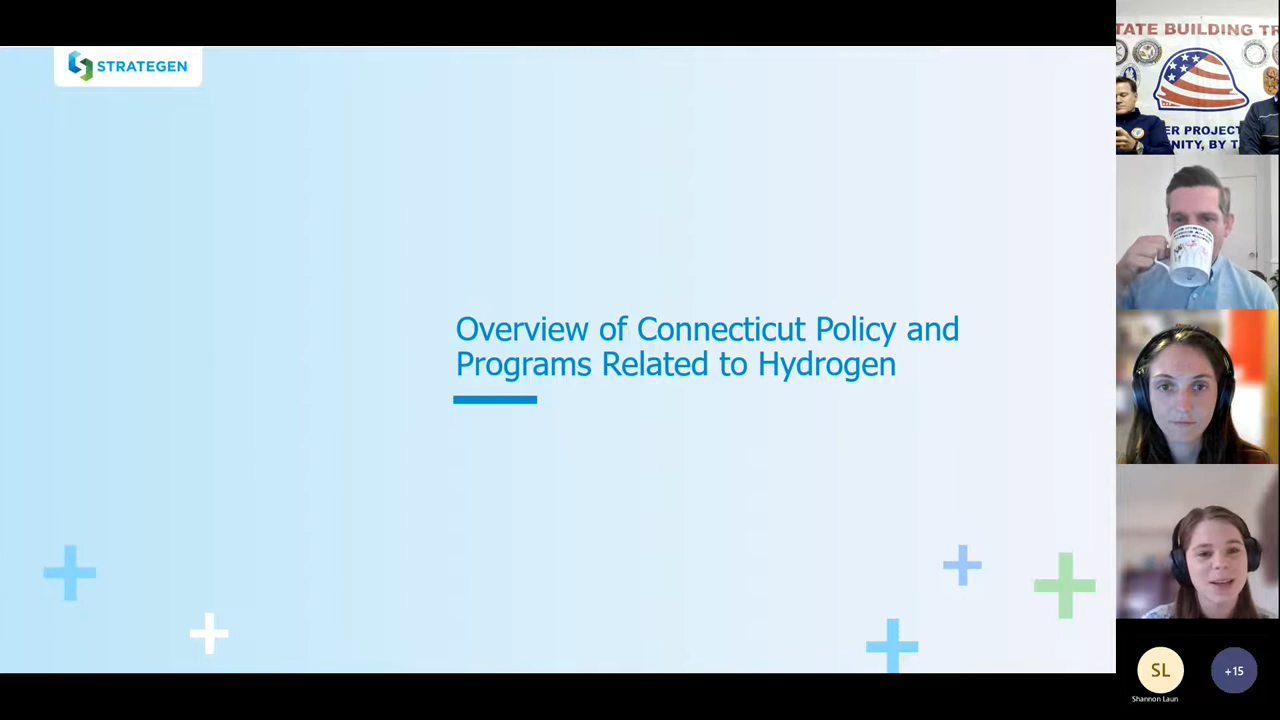 STRATEGEN
Overview of Connecticut Policy and
Programs Related to Hydrogen
TATE BUILDING TR
ER PROJECT
NITY, BY T
SL
+15
Shannon Laun